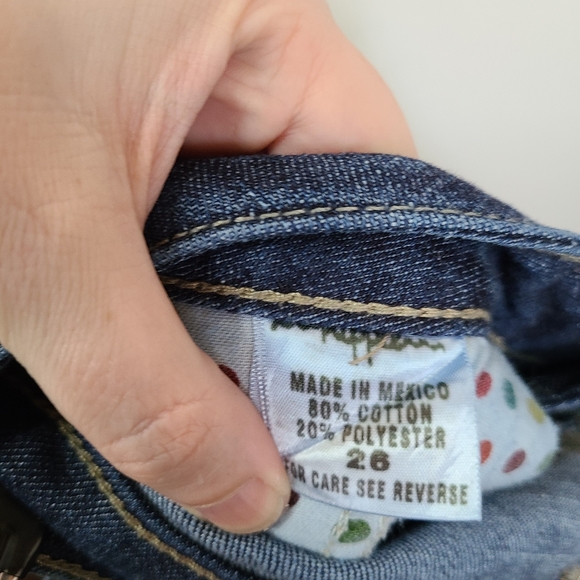 MADE IN MEXICO
80% COTTON
20% POLYESTER
26
FOR CARE SEE REVERSE